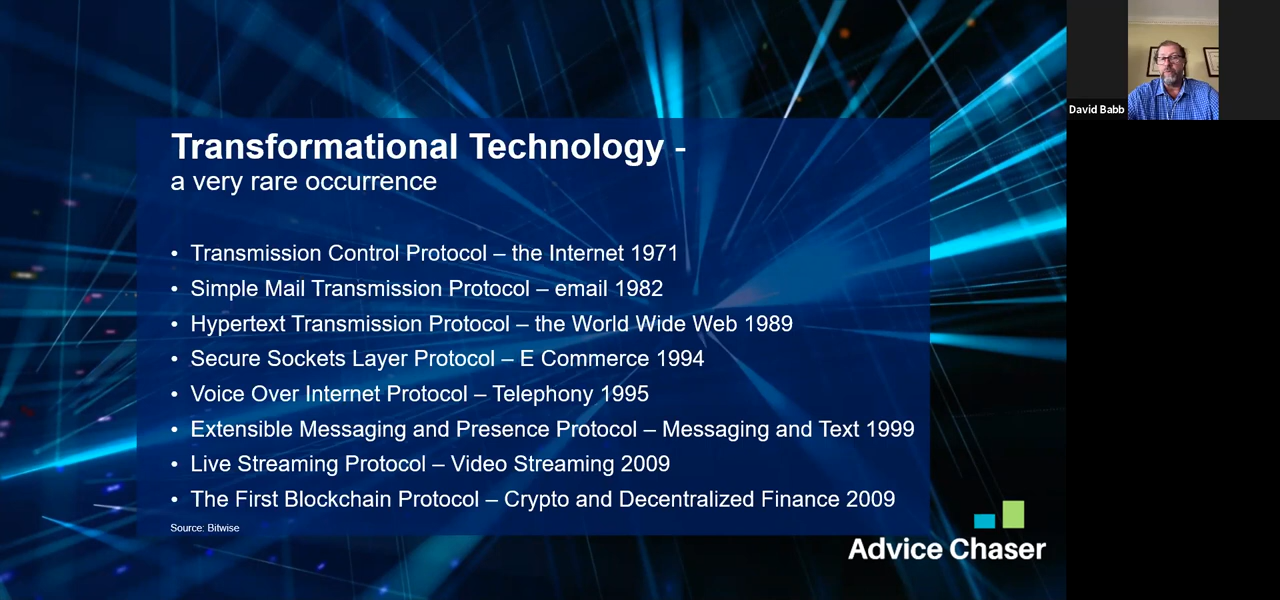 Transformational Technology -
a very rare occurrence
• Transmission Control Protocol – the Internet 1971
• Simple Mail Transmission Protocol – email 1982
• Hypertext Transmission Protocol – the World Wide Web 1989
• Secure Sockets Layer Protocol – E Commerce 1994
• Voice Over Internet Protocol – Telephony 1995
• Extensible Messaging and Presence Protocol – Messaging and Text 1999
• Live Streaming Protocol – Video Streaming 2009
• The First Blockchain Protocol – Crypto and Decentralized Finance 2009
Source: Bitwise
Advice Chaser
David Babb